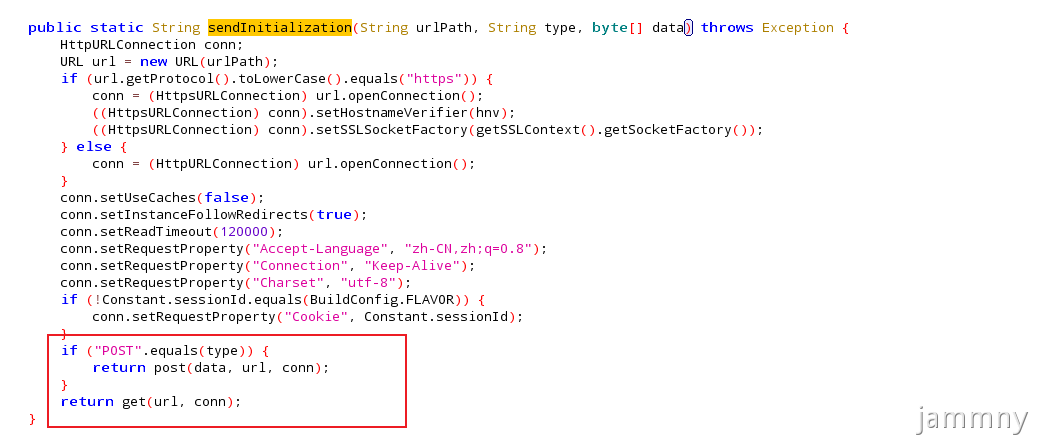 public static String sendInitialization(String urlPath, String type, byte[] data) throws Exception {
    HttpURLConnection conn;
    URL url = new URL(urlPath);
    if (url.getProtocol().toLowerCase().equals("https")) {
        conn = (HttpsURLConnection) url.openConnection();
        ((HttpsURLConnection) conn).setHostnameVerifier(hnv);
        ((HttpsURLConnection) conn).setSSLSocketFactory(getSSLContext().getSocketFactory());
    } else {
        conn = (HttpURLConnection) url.openConnection();
    }
    conn.setUseCaches(false);
    conn.setInstanceFollowRedirects(true);
    conn.setReadTimeout(120000);
    conn.setRequestProperty("Accept-Language", "zh-CN,zh;q=0.8");
    conn.setRequestProperty("Connection", "Keep-Alive");
    conn.setRequestProperty("Charset", "utf-8");
    if (!Constant.sessionId.equals(BuildConfig.FLAVOR)) {
        conn.setRequestProperty("Cookie", Constant.sessionId);
    }
    if ("POST".equals(type)) {
        return post(data, url, conn);
    }
    return get(url, conn);
}
jammny